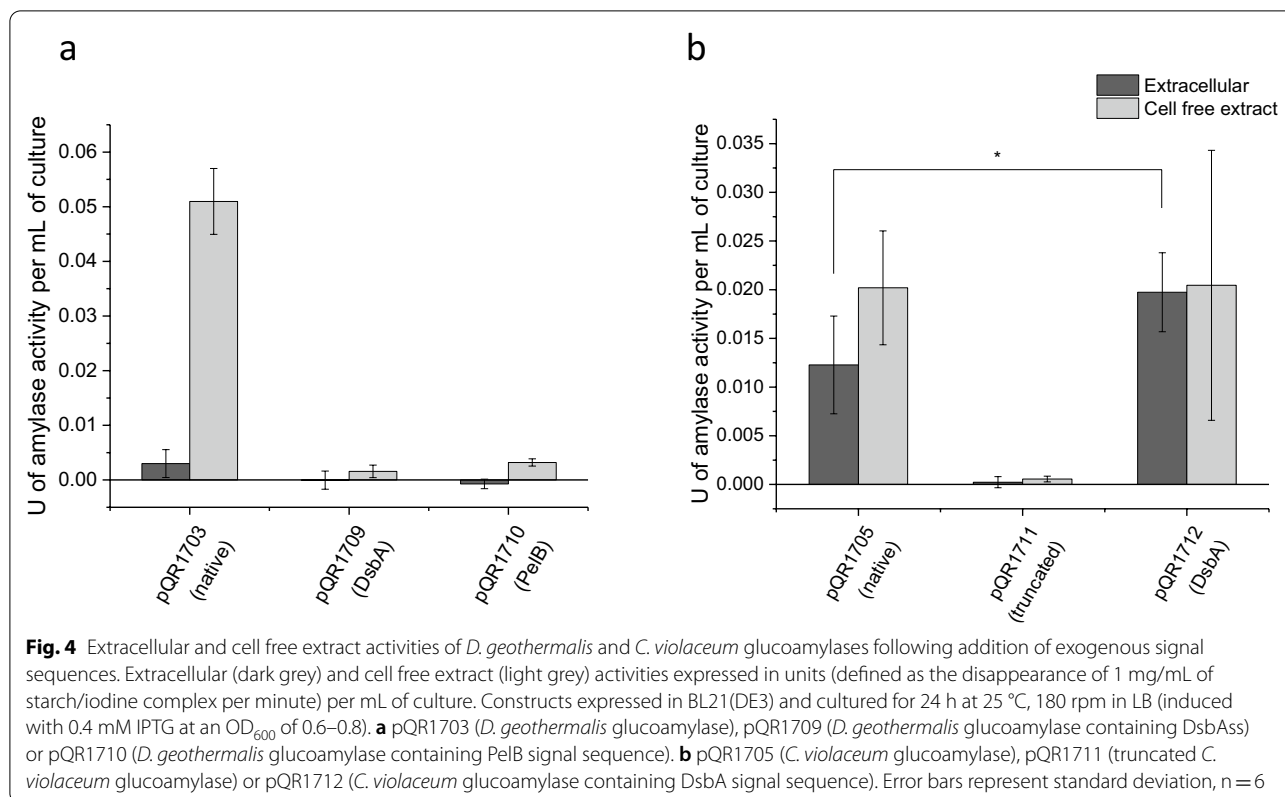 a
U of amylase activity per mL of culture
0.06
0.05
0.04
0.03
0.02
0.01
0.00
pQR1703
(native)
pQR1709
(DsbA)
pQR1710
(PelB)
b
Extracellular
Cell free extract
U of amylase activity per mL of culture
0.035
0.030
0.025
0.020
0.015
0.010
0.005
0.000
*
pQR1705
(native)
pQR1711
(truncated)
pQR1712
(DsbA)
Fig. 4 Extracellular and cell free extract activities of D. geothermalis and C. violaceum glucoamylases following addition of exogenous signal
sequences. Extracellular (dark grey) and cell free extract (light grey) activities expressed in units (defined as the disappearance of 1 mg/mL of
starch/iodine complex per minute) per mL of culture. Constructs expressed in BL21(DE3) and cultured for 24 h at 25 °C, 180 rpm in LB (induced
with 0.4 mM IPTG at an OD600 of 0.6–0.8). a pQR1703 (D. geothermalis glucoamylase), pQR1709 (D. geothermalis glucoamylase containing DsbAss)
or pQR1710 (D. geothermalis glucoamylase containing PelB signal sequence). b pQR1705 (C. violaceum glucoamylase), pQR1711 (truncated C.
violaceum glucoamylase) or pQR1712 (C. violaceum glucoamylase containing DsbA signal sequence). Error bars represent standard deviation, n = 6